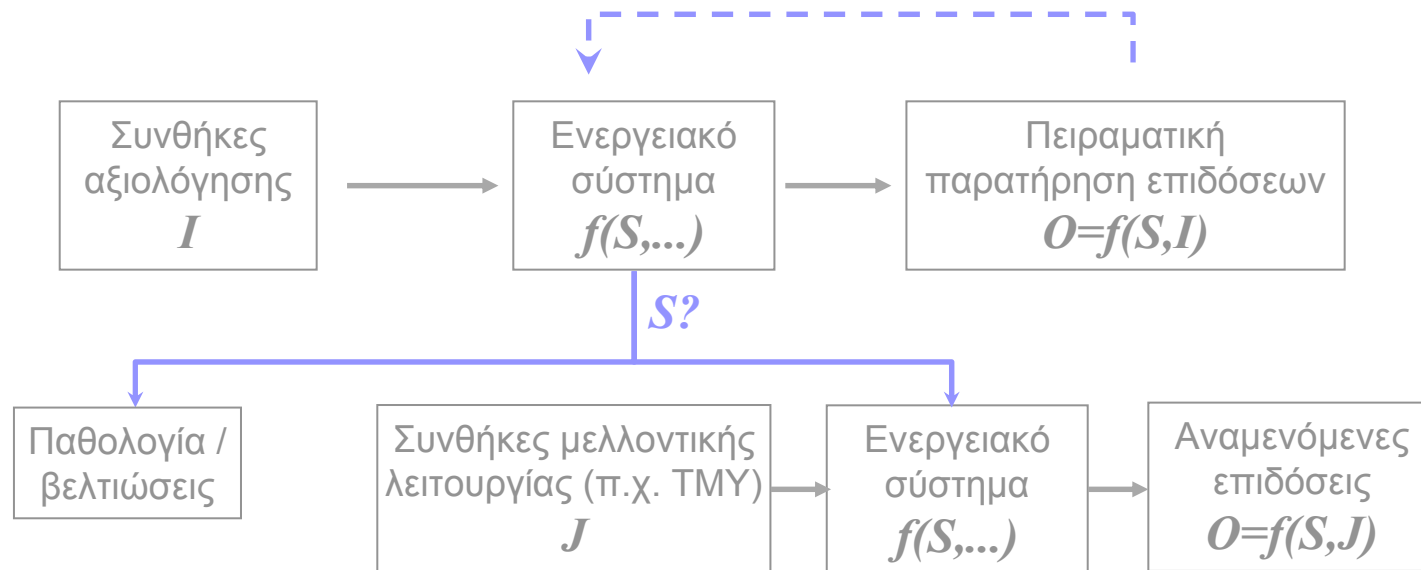 Συνθήκες
αξιολόγησης
I
Ενεργειακό
σύστημα
f(S,...)
Πειραματική
παρατήρηση επιδόσεων
O=f(S,I)
S?
Παθολογία /
βελτιώσεις
Συνθήκες μελλοντικής
λειτουργίας (π.χ. TMY)
J
Ενεργειακό
σύστημα
f(S,...)
Αναμενόμενες
επιδόσεις
O=f(S,J)